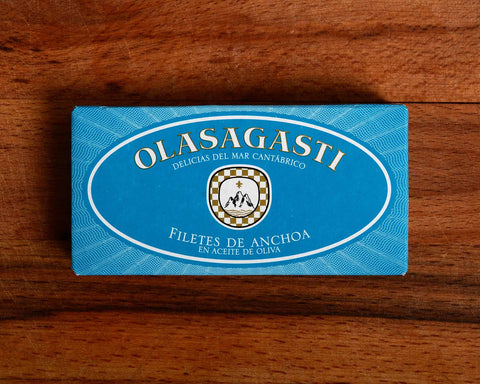 OLASAGASTI
DELICIAS DEL MAR CANTÁBRICO
FILETES DE ANCHOA
EN ACEITE DE OLIVA